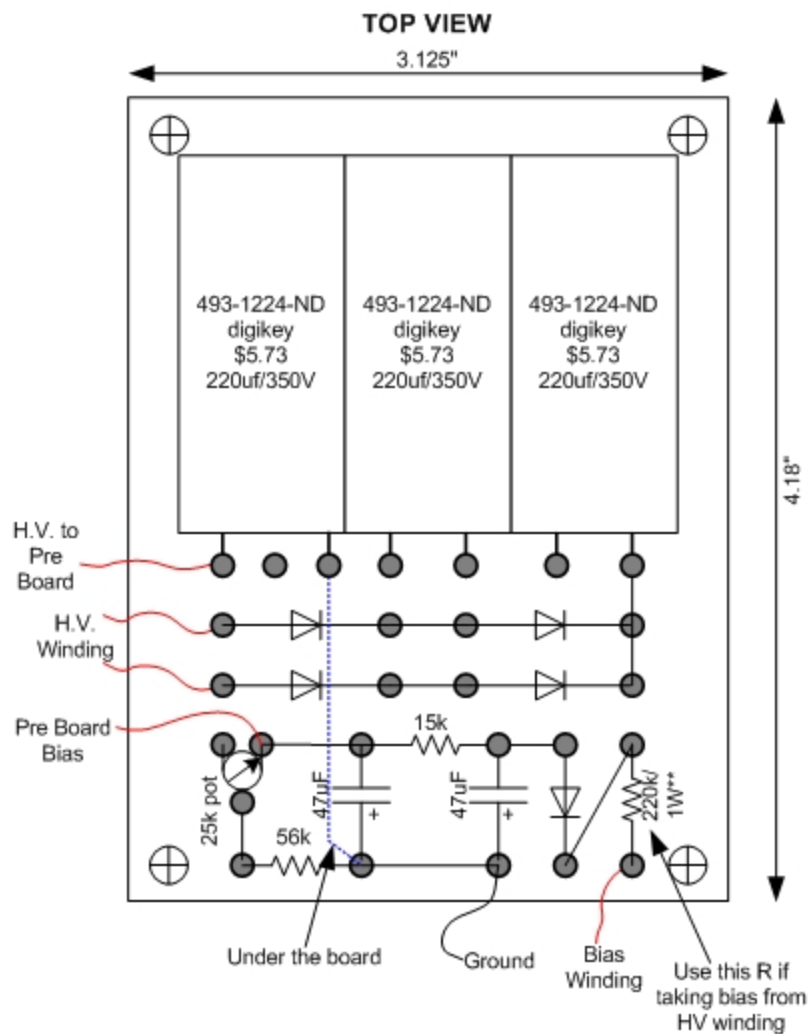 TOP VIEW
3.125"
4.18"
493-1224-ND
digikey
$5.73
220uf/350V
493-1224-ND
digikey
$5.73
220uf/350V
493-1224-ND
digikey
$5.73
220uf/350V
H.V. to
Pre
Board
H.V.
Winding
Pre Board
Bias
15k
25k pot
47uF
+
47uF
+
220k/
1W**
56k
Under the board
Ground
Bias
Winding
Use this R if
taking bias from
HV winding